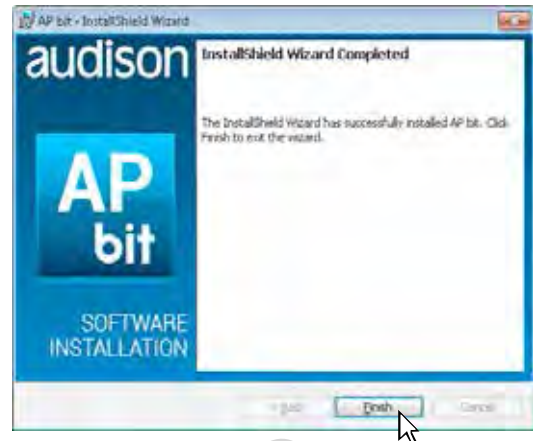 AP bit - InstallShield Wizard
audison
InstallShield Wizard Completed
The InstallShield Wizard has successfully installed AP bit. Click
Finish to exit the wizard.
AP
bit
SOFTWARE
INSTALLATION
< Back Finish Cancel